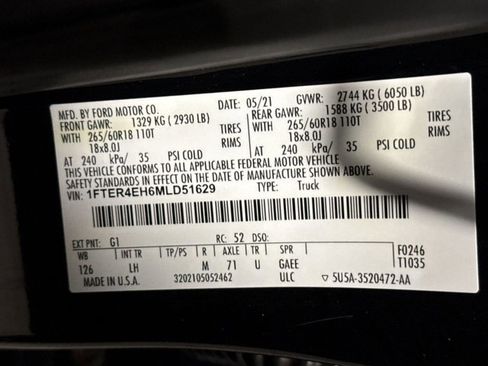 MFD. BY FORD MOTOR CO. DATE: 05/21 GVWR: 2744 KG ( 6050 LB)
FRONT GAWR: 1329 KG ( 2930 LB) REAR GAWR: 1588 KG ( 3500 LB)
WITH 265/60R18 110T TIRES WITH 265/60R18 110T TIRES
18x8.0J RIMS 18x8.0J RIMS
AT 240 kPa/ 35 PSI COLD AT 240 kPa/ 35 PSI COLD
THIS VEHICLE CONFORMS TO ALL APPLICABLE FEDERAL MOTOR VEHICLE
SAFETY STANDARDS IN EFFECT ON THE DATE OF MANUFACTURE SHOWN ABOVE.
VIN: 1FTER4EH6MLD51629 TYPE: Truck
EXT PNT: G1 RC: 52 DSO: F0246
WB INT TR TP/PS R AXLE TR SPR T1035
126 LH M 71 U GAEE
MADE IN U.S.A. 3202105052462 ULC ▽ 5U5A-3520472-AA